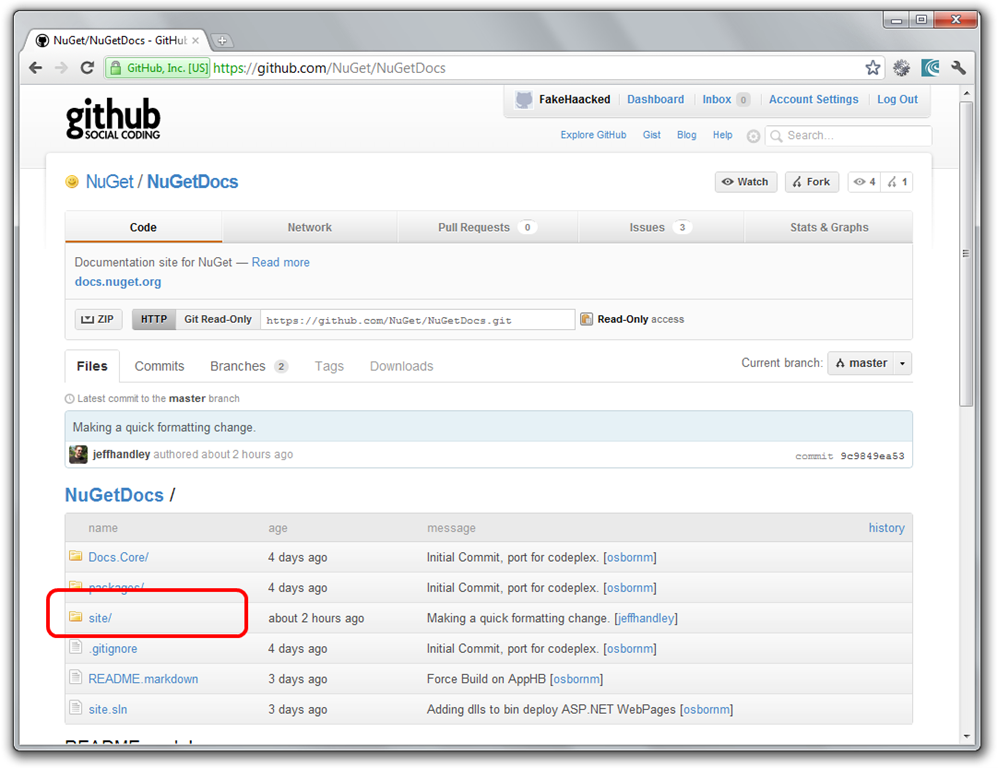 NuGet/NuGetDocs - GitHub
GitHub, Inc. [US] https://github.com/NuGet/NuGetDocs
github
SOCIAL CODING
FakeHaacked Dashboard Inbox 0 Account Settings Log Out
Explore GitHub Gist Blog Help Search...
NuGet / NuGetDocs
Watch Fork 4 1
Code Network Pull Requests 0 Issues 3 Stats & Graphs
Documentation site for NuGet — Read more
docs.nuget.org
ZIP HTTP Git Read-Only https://github.com/NuGet/NuGetDocs.git Read-Only access
Files Commits Branches 2 Tags Downloads Current branch: master
Latest commit to the master branch
Making a quick formatting change.
jeffhandley authored about 2 hours ago commit 9c9849ea53
NuGetDocs /
name age message history
Docs.Core/ 4 days ago Initial Commit, port for codeplex. [osbornm]
packages/ 4 days ago Initial Commit, port for codeplex. [osbornm]
site/ about 2 hours ago Making a quick formatting change. [jeffhandley]
.gitignore 4 days ago Initial Commit, port for codeplex. [osbornm]
README.markdown 3 days ago Force Build on AppHB [osbornm]
site.sln 3 days ago Adding dlls to bin deploy ASP.NET WebPages [osbornm]